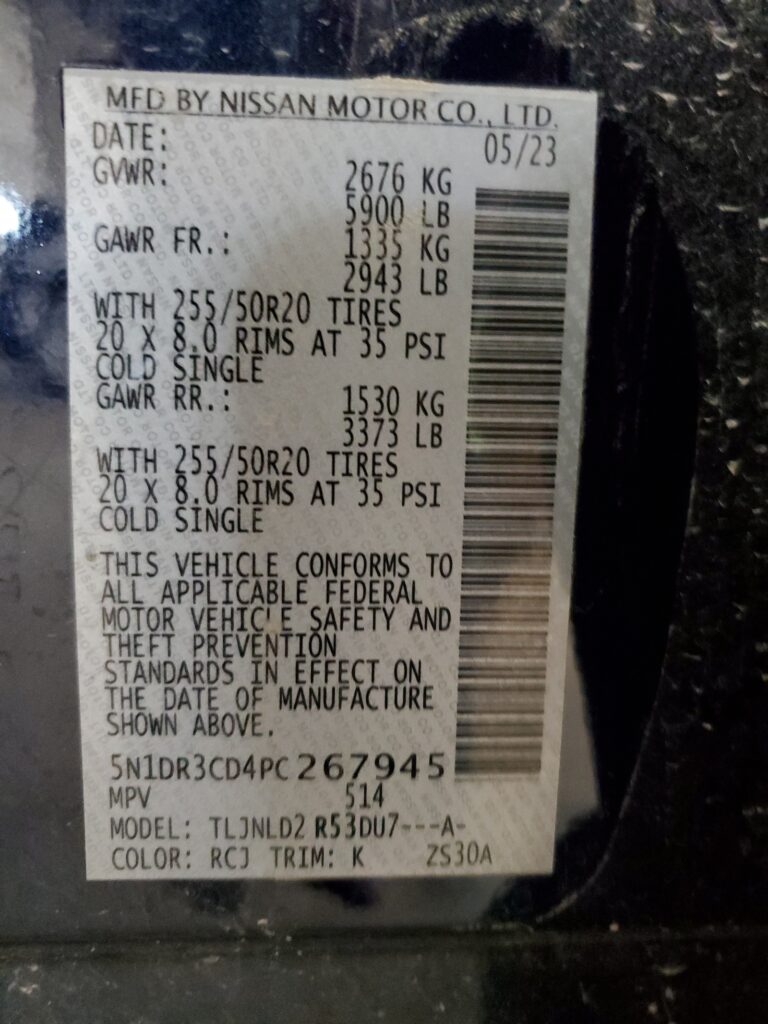 MFD BY NISSAN MOTOR CO., LTD.
DATE: 05/23
GVWR: 2676 KG
5900 LB
GAWR FR.: 1335 KG
2943 LB
WITH 255/50R20 TIRES
20 X 8.0 RIMS AT 35 PSI
COLD SINGLE
GAWR RR.: 1530 KG
3373 LB
WITH 255/50R20 TIRES
20 X 8.0 RIMS AT 35 PSI
COLD SINGLE
THIS VEHICLE CONFORMS TO
ALL APPLICABLE FEDERAL
MOTOR VEHICLE SAFETY AND
THEFT PREVENTION
STANDARDS IN EFFECT ON
THE DATE OF MANUFACTURE
SHOWN ABOVE.
5N1DR3CD4PC267945
MPV 514
MODEL: TLJNLD2 R53DU7---A-
COLOR: RCJ TRIM: K ZS30A